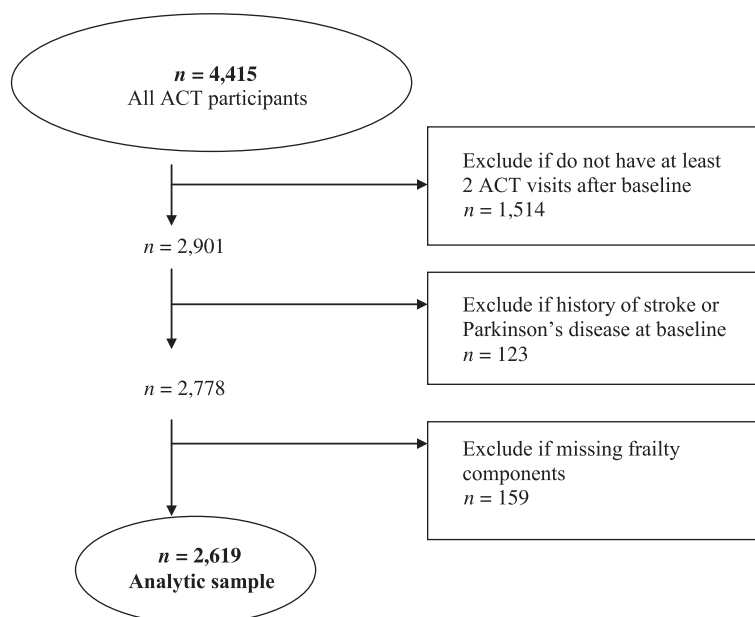 n = 4,415
All ACT participants
Exclude if do not have at least
2 ACT visits after baseline
n = 1,514
n = 2,901
Exclude if history of stroke or
Parkinson’s disease at baseline
n = 123
n = 2,778
Exclude if missing frailty
components
n = 159
n = 2,619
Analytic sample